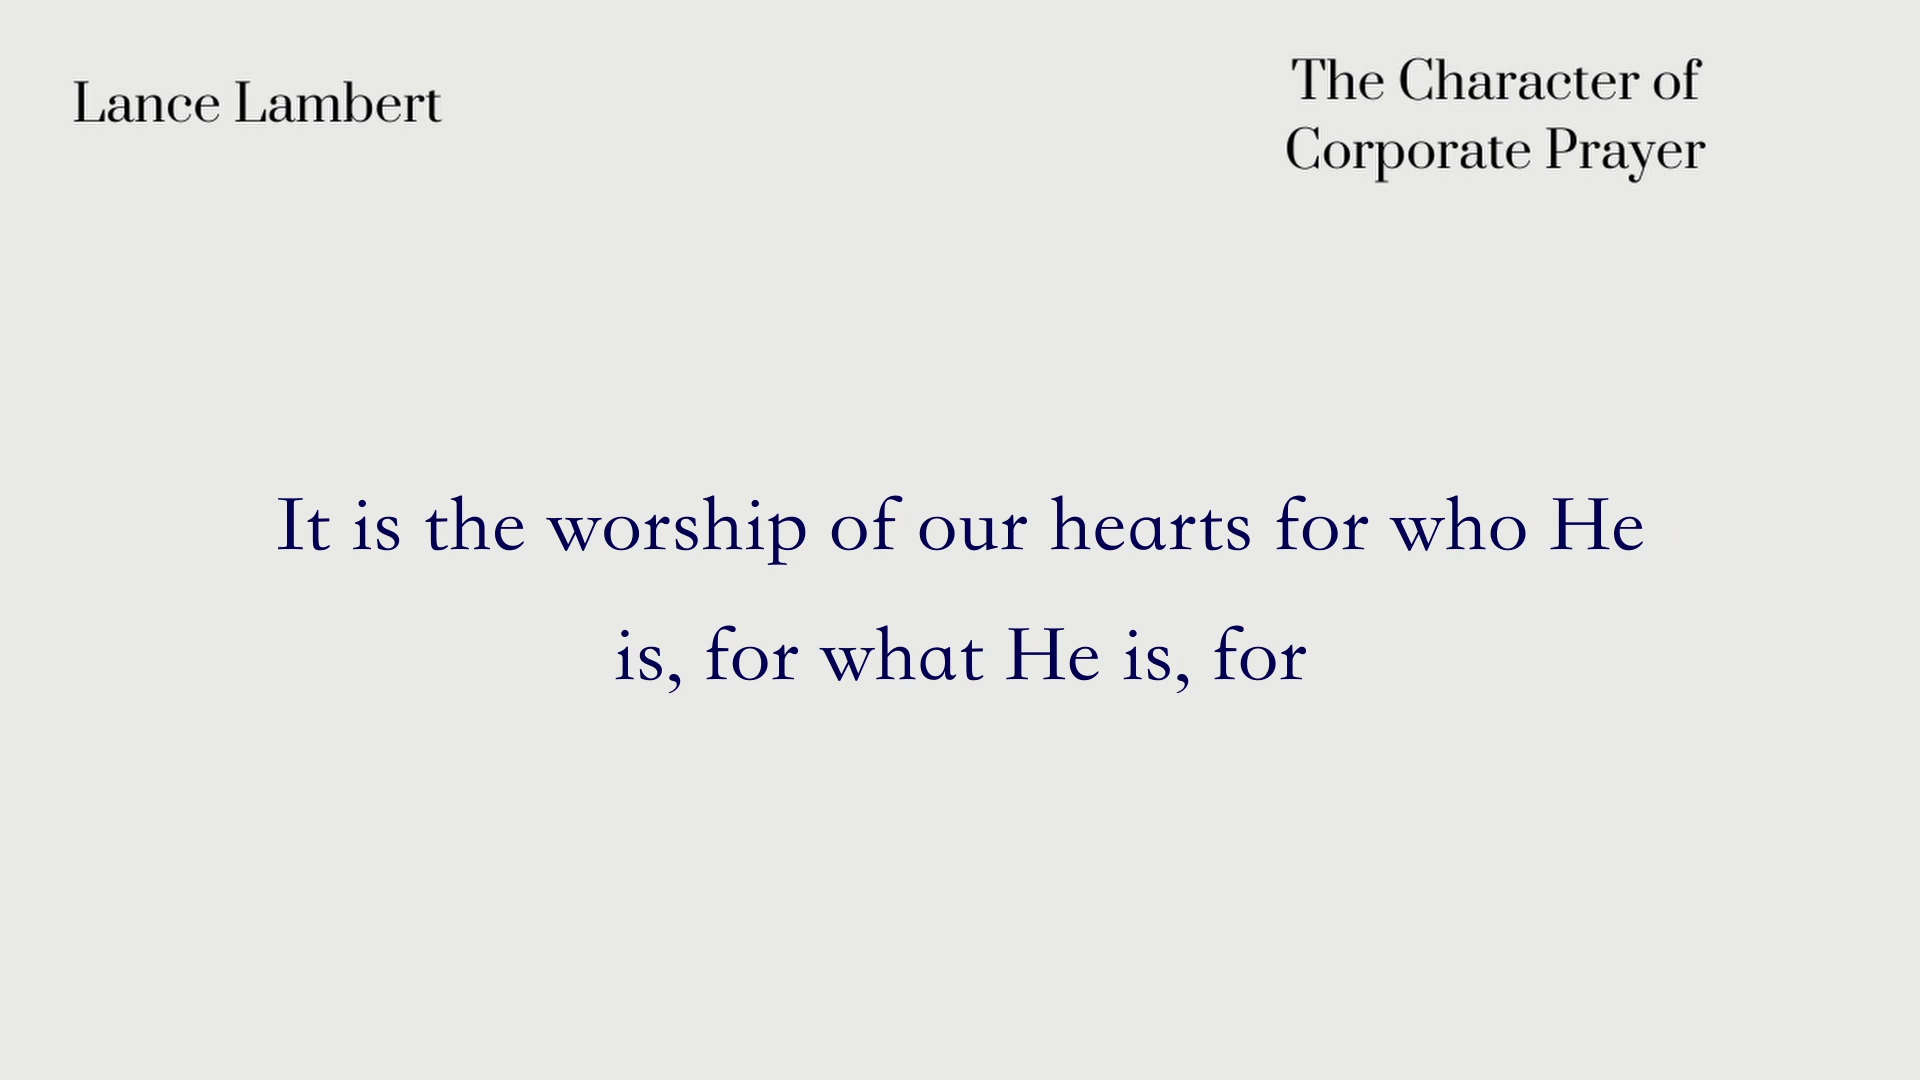 Lance Lambert
The Character of
Corporate Prayer
It is the worship of our hearts for who He
is, for what He is, for